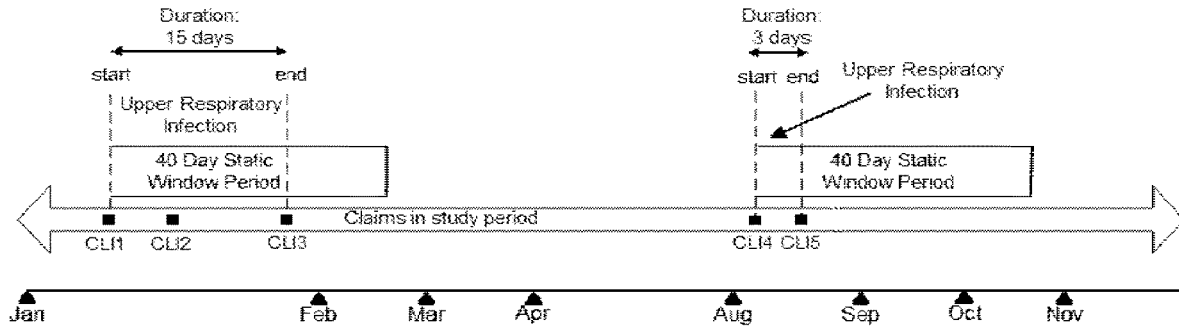 Duration:
15 days
start
end
Upper Respiratory
Infection
40 Day Static
Window Period
Duration:
3 days
start end
Upper Respiratory
Infection
40 Day Static
Window Period
Claims in study period
CLI1 CLI2 CLI3 CLI4 CLI5
Jan Feb Mar Apr Aug Sep Oct Nov